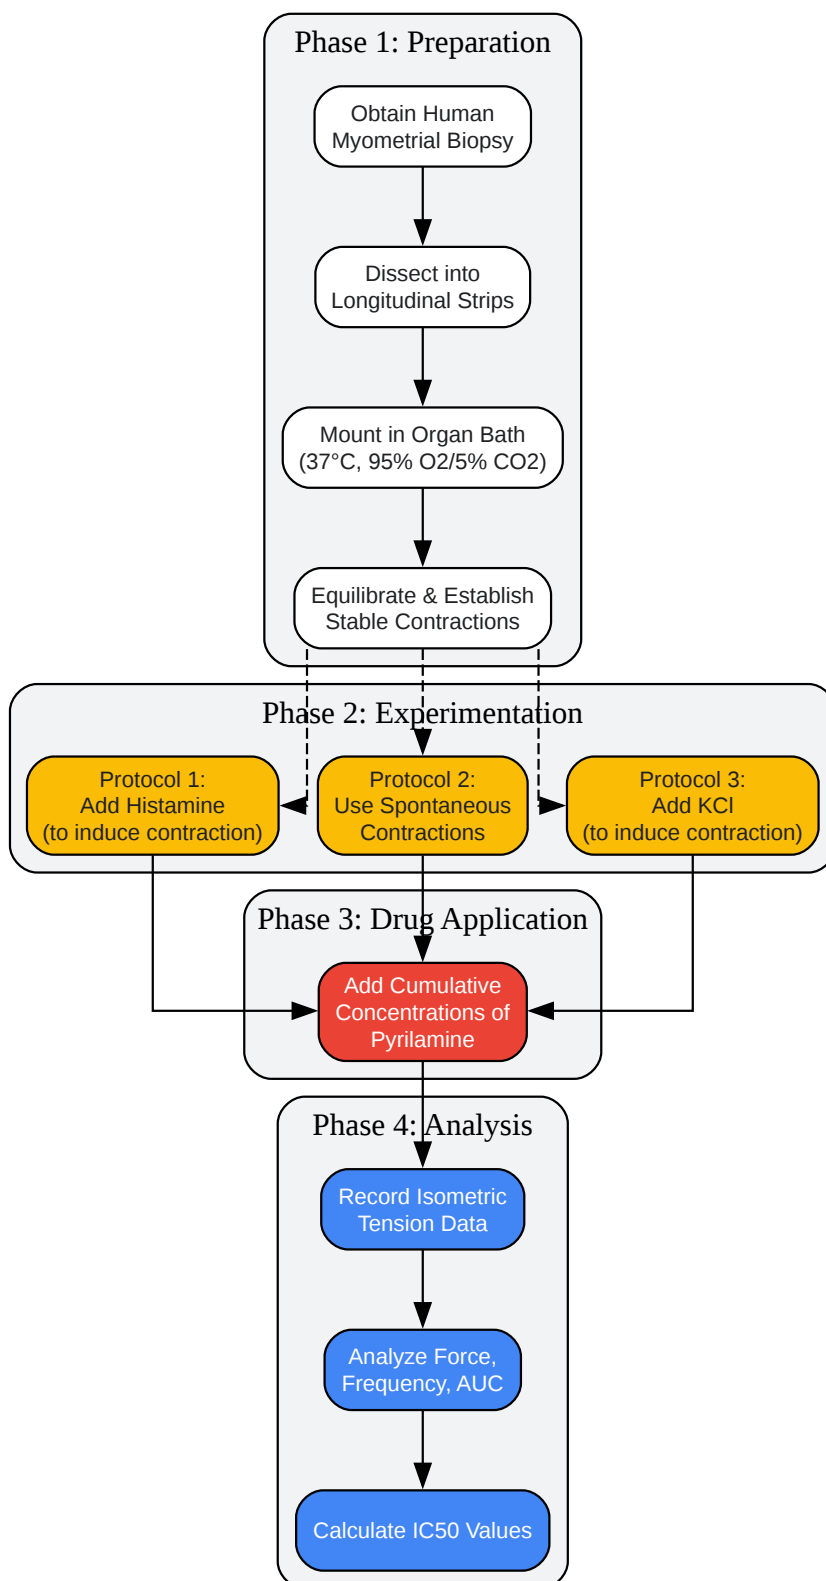 Phase 1: Preparation
Obtain Human
Myometrial Biopsy
Dissect into
Longitudinal Strips
Mount in Organ Bath
(37°C, 95% O2/5% CO2)
Equilibrate & Establish
Stable Contractions
Phase 2: Experimentation
Protocol 1:
Add Histamine
(to induce contraction)
Protocol 2:
Use Spontaneous
Contractions
Protocol 3:
Add KCl
(to induce contraction)
Phase 3: Drug Application
Add Cumulative
Concentrations of
Pyrilamine
Phase 4: Analysis
Record Isometric
Tension Data
Analyze Force,
Frequency, AUC
Calculate IC50 Values